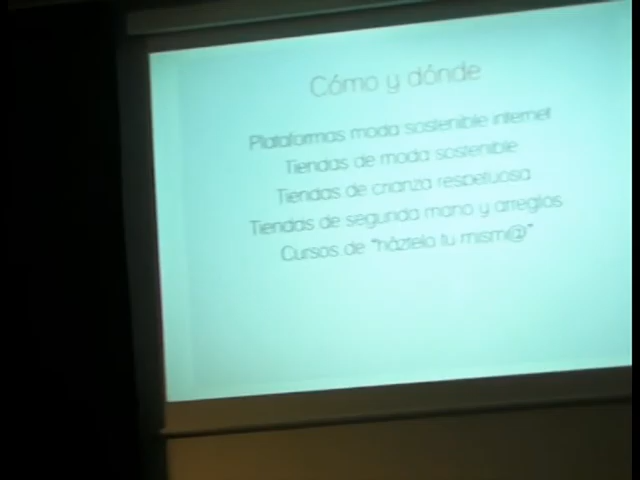 Cómo y dónde
Plataformas moda sostenible internet
Tiendas de moda sostenible
Tiendas de crianza respetuosa
Tiendas de segunda mano y arreglos
Cursos de "háztelo tu mism@"